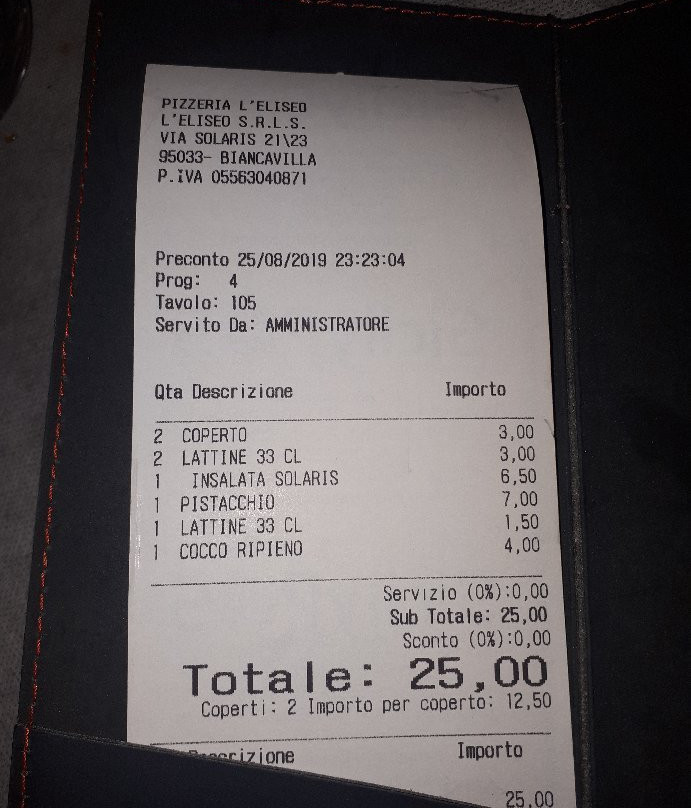 PIZZERIA L'ELISEO
L'ELISEO S.R.L.S.
VIA SOLARIS 21\23
95033- BIANCAVILLA
P.IVA 05563040871
Preconto 25/08/2019 23:23:04
Prog: 4
Tavolo: 105
Servito Da: AMMINISTRATORE
Qta Descrizione Importo
2 COPERTO 3,00
2 LATTINE 33 CL 3,00
1 INSALATA SOLARIS 6,50
1 PISTACCHIO 7,00
1 LATTINE 33 CL 1,50
1 COCCO RIPIENO 4,00
Servizio (0%):0,00
Sub Totale: 25,00
Sconto (0%):0,00
Totale: 25,00
Coperti: 2 Importo per coperto: 12,50
Importo
25,00